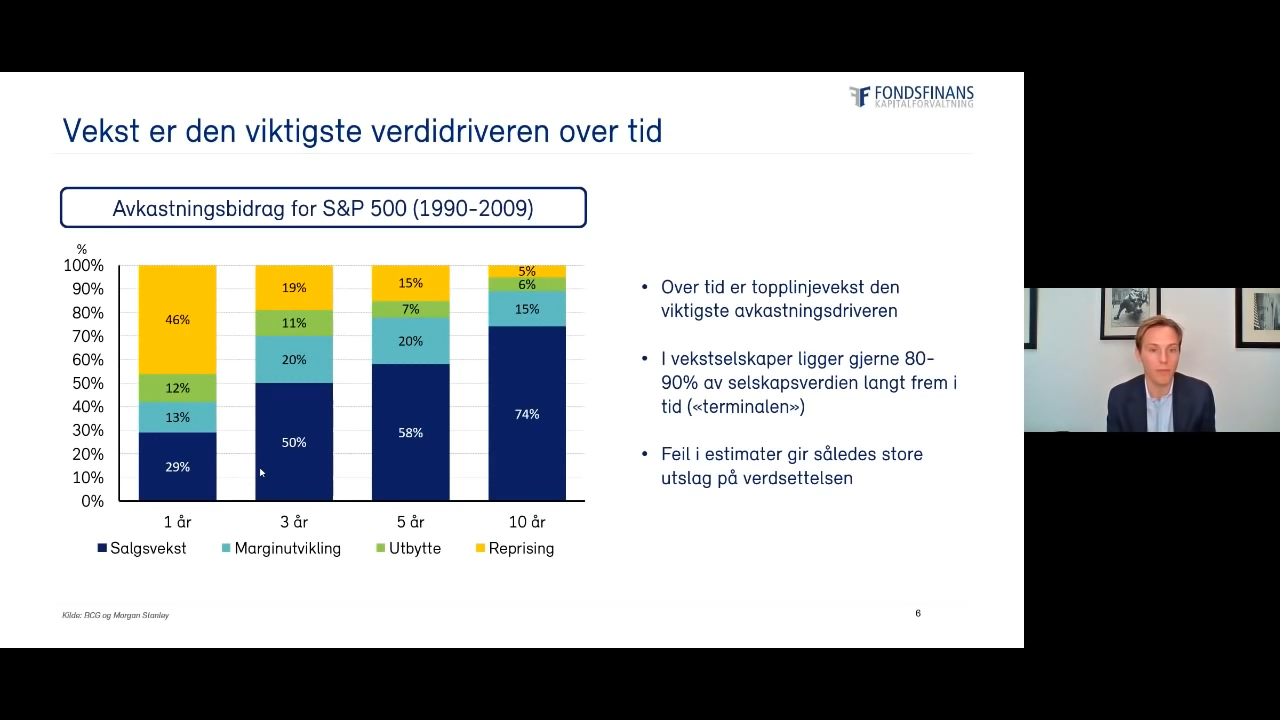 FONDSFINANS
KAPITALFORVALTNING
Vekst er den viktigste verdidriveren over tid
Avkastningsbidrag for S&P 500 (1990-2009)
%
100%
90%
80%
70%
60%
50%
40%
30%
20%
10%
0%
46%
12%
13%
29%
19%
11%
20%
50%
15%
7%
20%
58%
5%
6%
15%
74%
1 år
3 år
5 år
10 år
Salgsvekst
Marginutvikling
Utbytte
Reprising
• Over tid er topplinjevekst den
viktigste avkastningsdriveren
• I vekstselskaper ligger gjerne 80-
90% av selskapsverdien langt frem i
tid («terminalen»)
• Feil i estimater gir således store
utslag på verdsettelsen
Kilde: BCG og Morgan Stanley
6